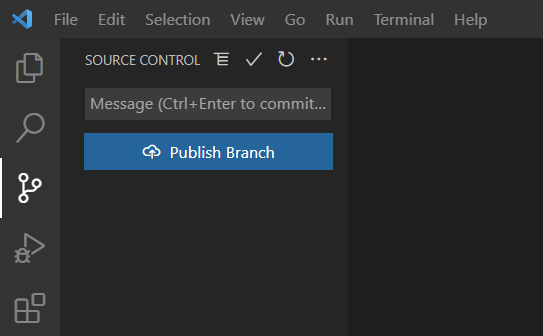 File Edit Selection View Go Run Terminal Help
SOURCE CONTROL
Message (Ctrl+Enter to commit...
Publish Branch